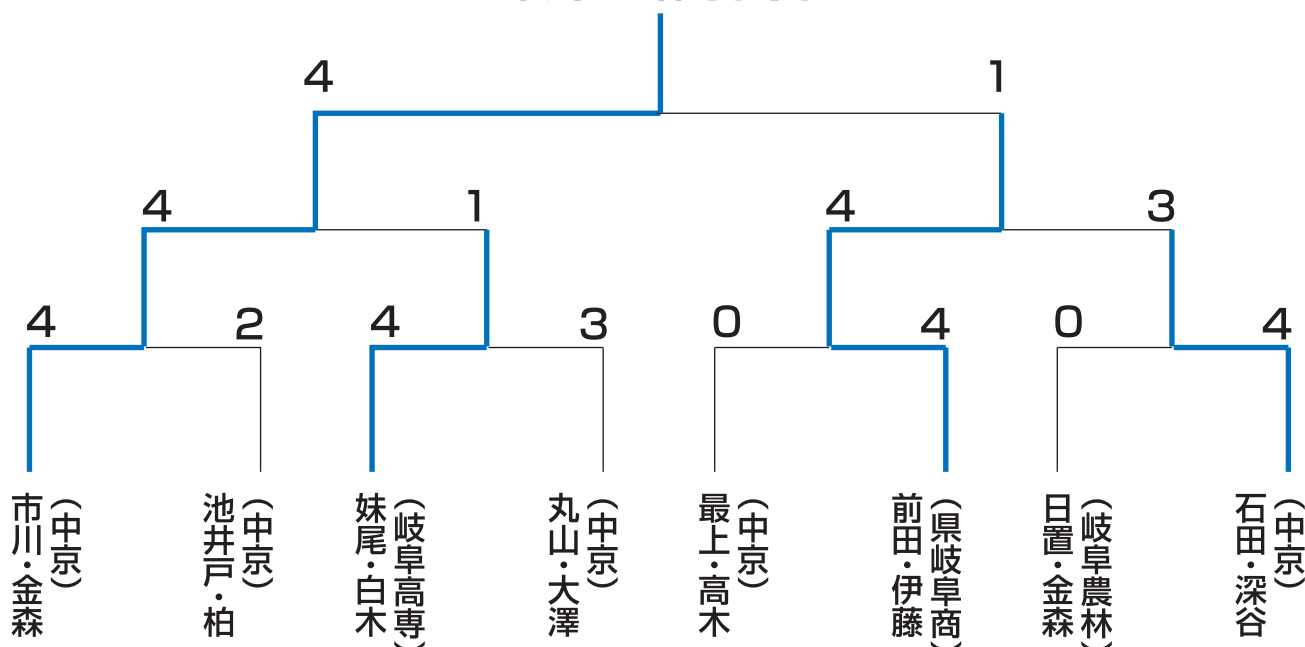 4 1
4 1 4 3
4 2 4 3 0 4 0 4
市川・金森
(中京)
池井戸・柏
(中京)
妹尾・白木
(岐阜高専)
丸山・大澤
(中京)
最上・高木
(中京)
前田・伊藤
(県岐阜商)
日置・金森
(岐阜農林)
石田・深谷
(中京)